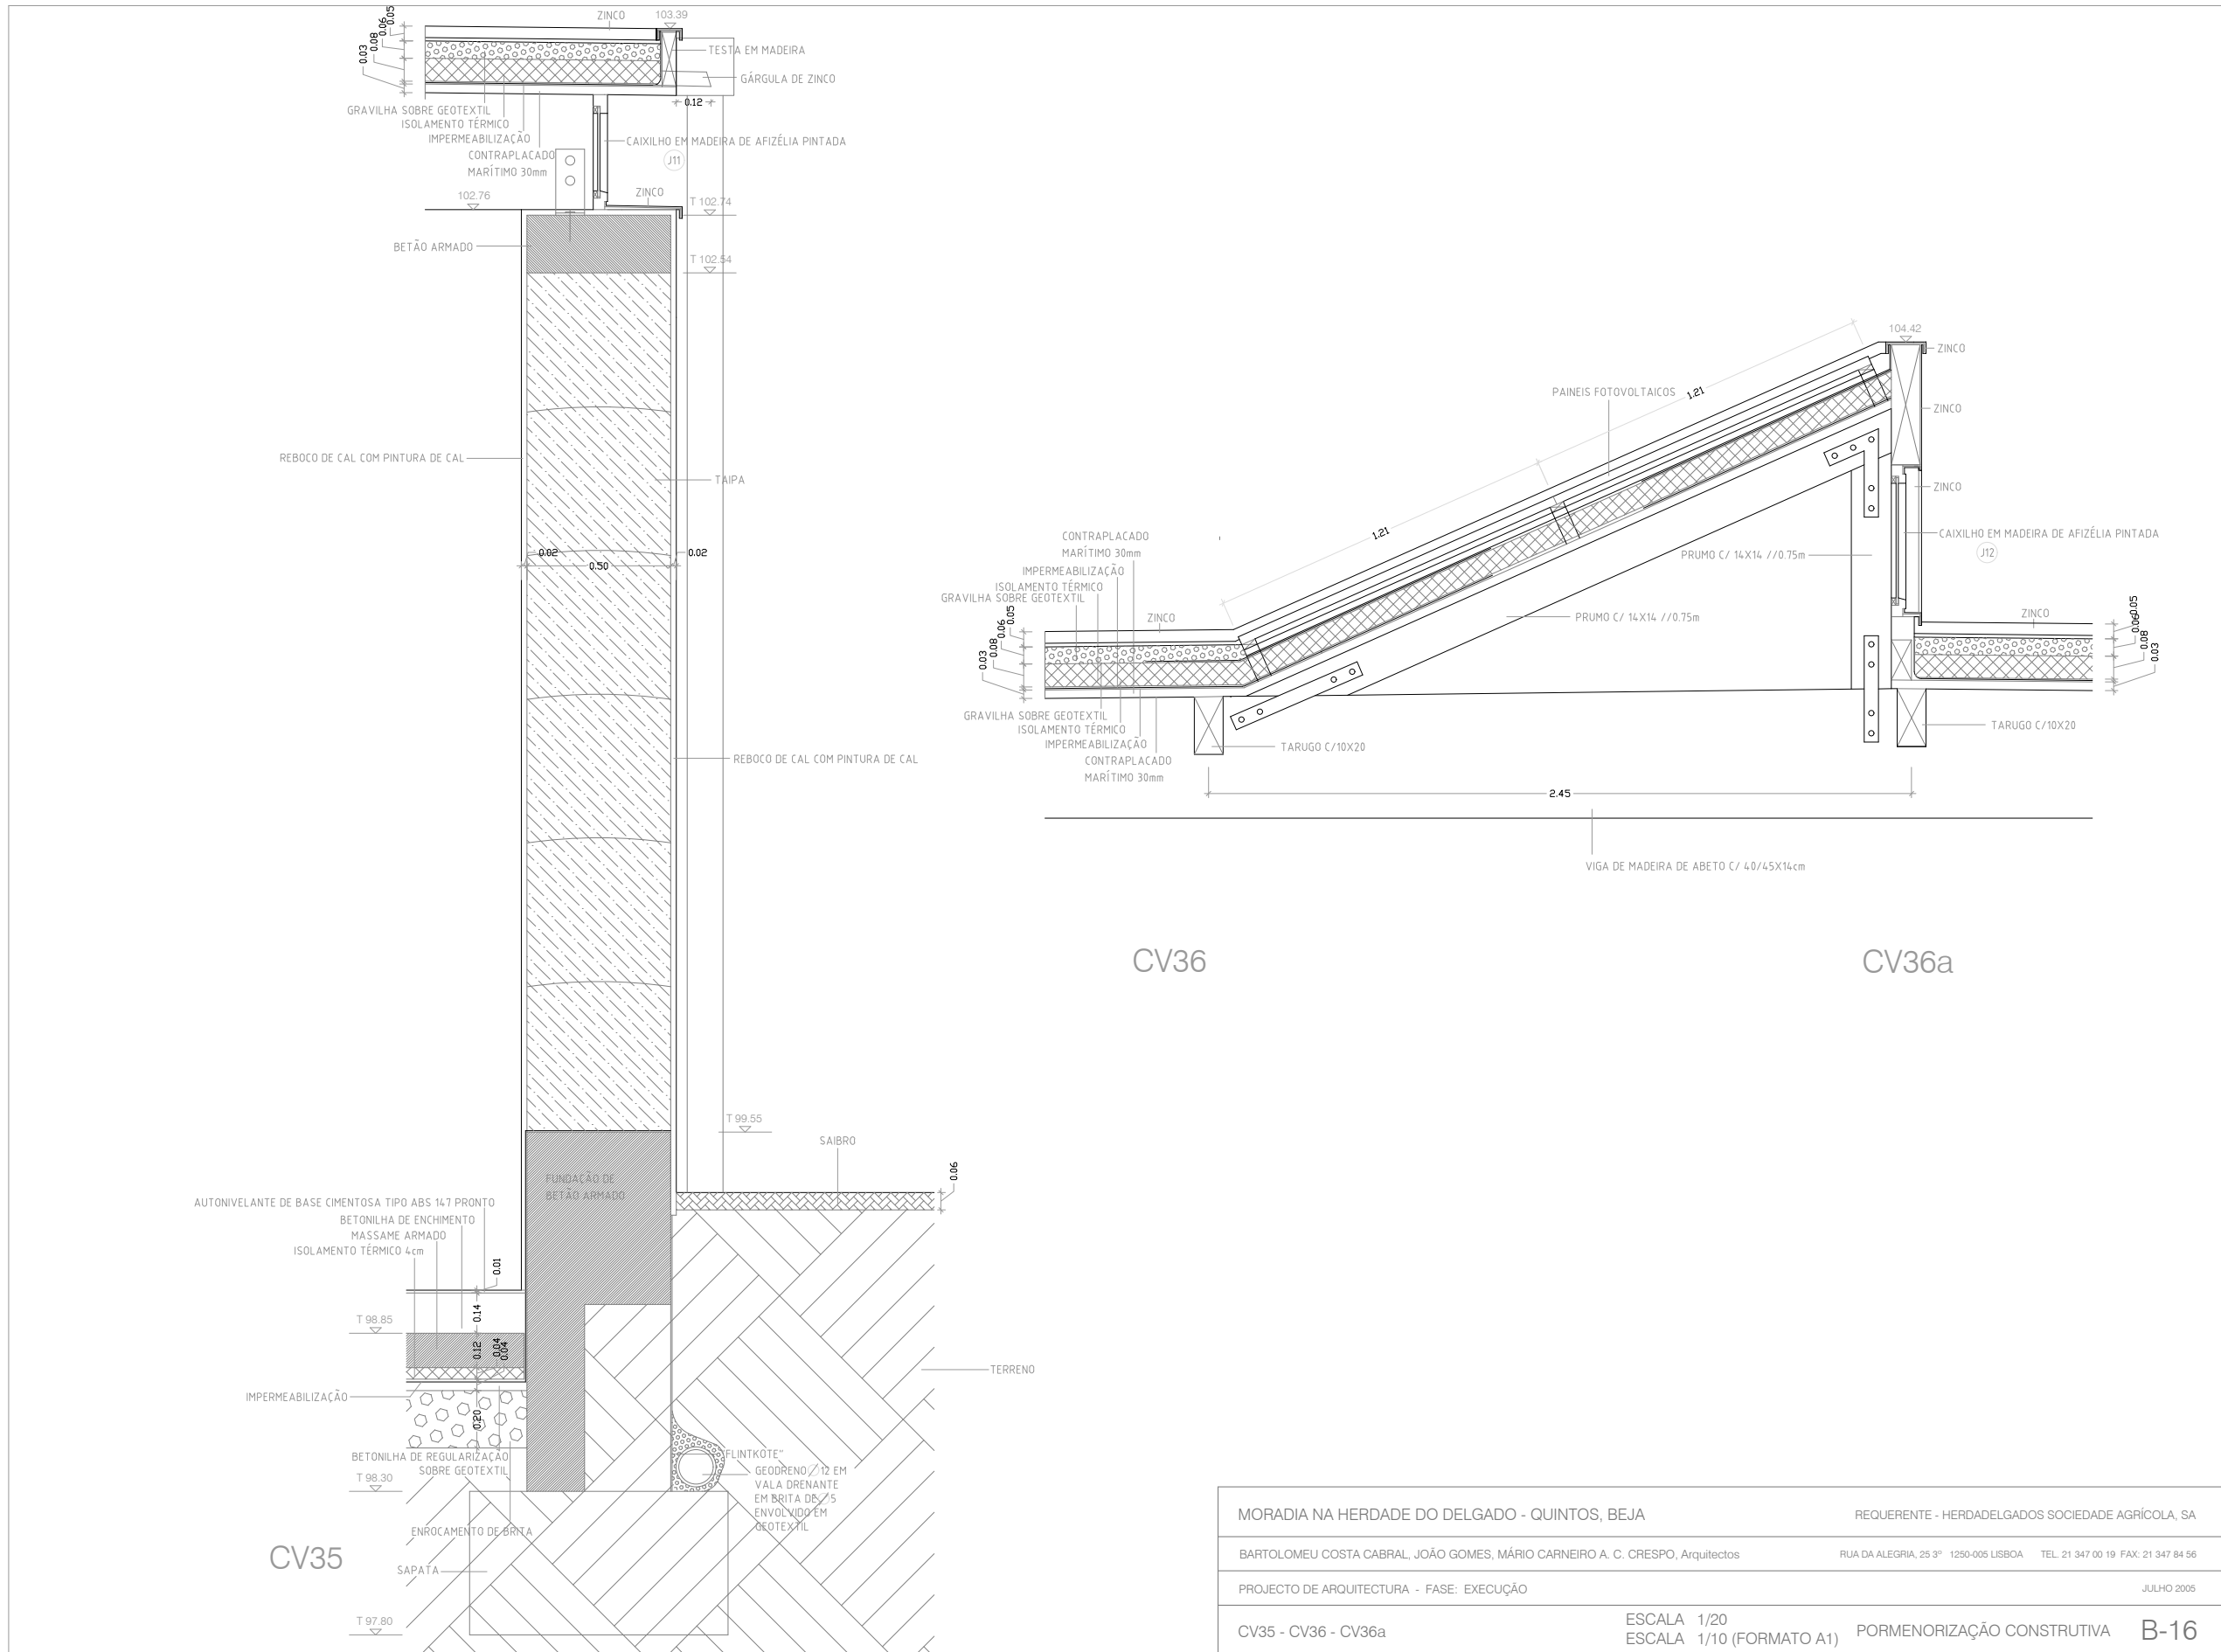 ZINCO
103.39
0.05
0.06
0.08
0.03
TESTA EM MADEIRA
GÁRGULA DE ZINCO
0.12
GRAVILHA SOBRE GEOTEXTIL
ISOLAMENTO TÉRMICO
IMPERMEABILIZAÇÃO
CONTRAPLACADO
MARÍTIMO 30mm
CAIXILHO EM MADEIRA DE AFIZÉLIA PINTADA
J11
102.76
ZINCO
T 102.74
BETÃO ARMADO
T 102.54
REBOCO DE CAL COM PINTURA DE CAL
TAIPA
0.02
0.50
0.02
REBOCO DE CAL COM PINTURA DE CAL
T 99.55
SAIBRO
0.06
FUNDAÇÃO DE
BETÃO ARMADO
AUTONIVELANTE DE BASE CIMENTOSA TIPO ABS 147 PRONTO
BETONILHA DE ENCHIMENTO
MASSAME ARMADO
ISOLAMENTO TÉRMICO 4cm
0.01
0.14
T 98.85
0.12
0.04
0.04
TERRENO
IMPERMEABILIZAÇÃO
0.20
BETONILHA DE REGULARIZAÇÃO
SOBRE GEOTEXTIL
T 98.30
FLINTKOTE"
GEODRENO ∅12 EM
VALA DRENANTE
EM BRITA DE ∅5
ENVOLVIDO EM
GEOTEXTIL
ENROCAMENTO DE BRITA
SAPATA
T 97.80
CV35
104.42
ZINCO
PAINEIS FOTOVOLTAICOS
1.21
1.21
ZINCO
ZINCO
CONTRAPLACADO
MARÍTIMO 30mm
IMPERMEABILIZAÇÃO
ISOLAMENTO TÉRMICO
GRAVILHA SOBRE GEOTEXTIL
ZINCO
0.05
0.06
0.08
0.03
PRUMO C/ 14X14 //0.75m
CAIXILHO EM MADEIRA DE AFIZÉLIA PINTADA
J12
PRUMO C/ 14X14 //0.75m
ZINCO
0.05
0.06
0.08
0.03
GRAVILHA SOBRE GEOTEXTIL
ISOLAMENTO TÉRMICO
IMPERMEABILIZAÇÃO
CONTRAPLACADO
MARÍTIMO 30mm
TARUGO C/10X20
TARUGO C/10X20
2.45
VIGA DE MADEIRA DE ABETO C/ 40/45X14cm
CV36
CV36a
MORADIA NA HERDADE DO DELGADO - QUINTOS, BEJA
REQUERENTE - HERDADELGADOS SOCIEDADE AGRÍCOLA, SA
BARTOLOMEU COSTA CABRAL, JOÃO GOMES, MÁRIO CARNEIRO A. C. CRESPO, Arquitectos
RUA DA ALEGRIA, 25 3º 1250-005 LISBOA TEL. 21 347 00 19 FAX: 21 347 84 56
PROJECTO DE ARQUITECTURA - FASE: EXECUÇÃO
JULHO 2005
CV35 - CV36 - CV36a
ESCALA 1/20
ESCALA 1/10 (FORMATO A1)
PORMENORIZAÇÃO CONSTRUTIVA
B-16